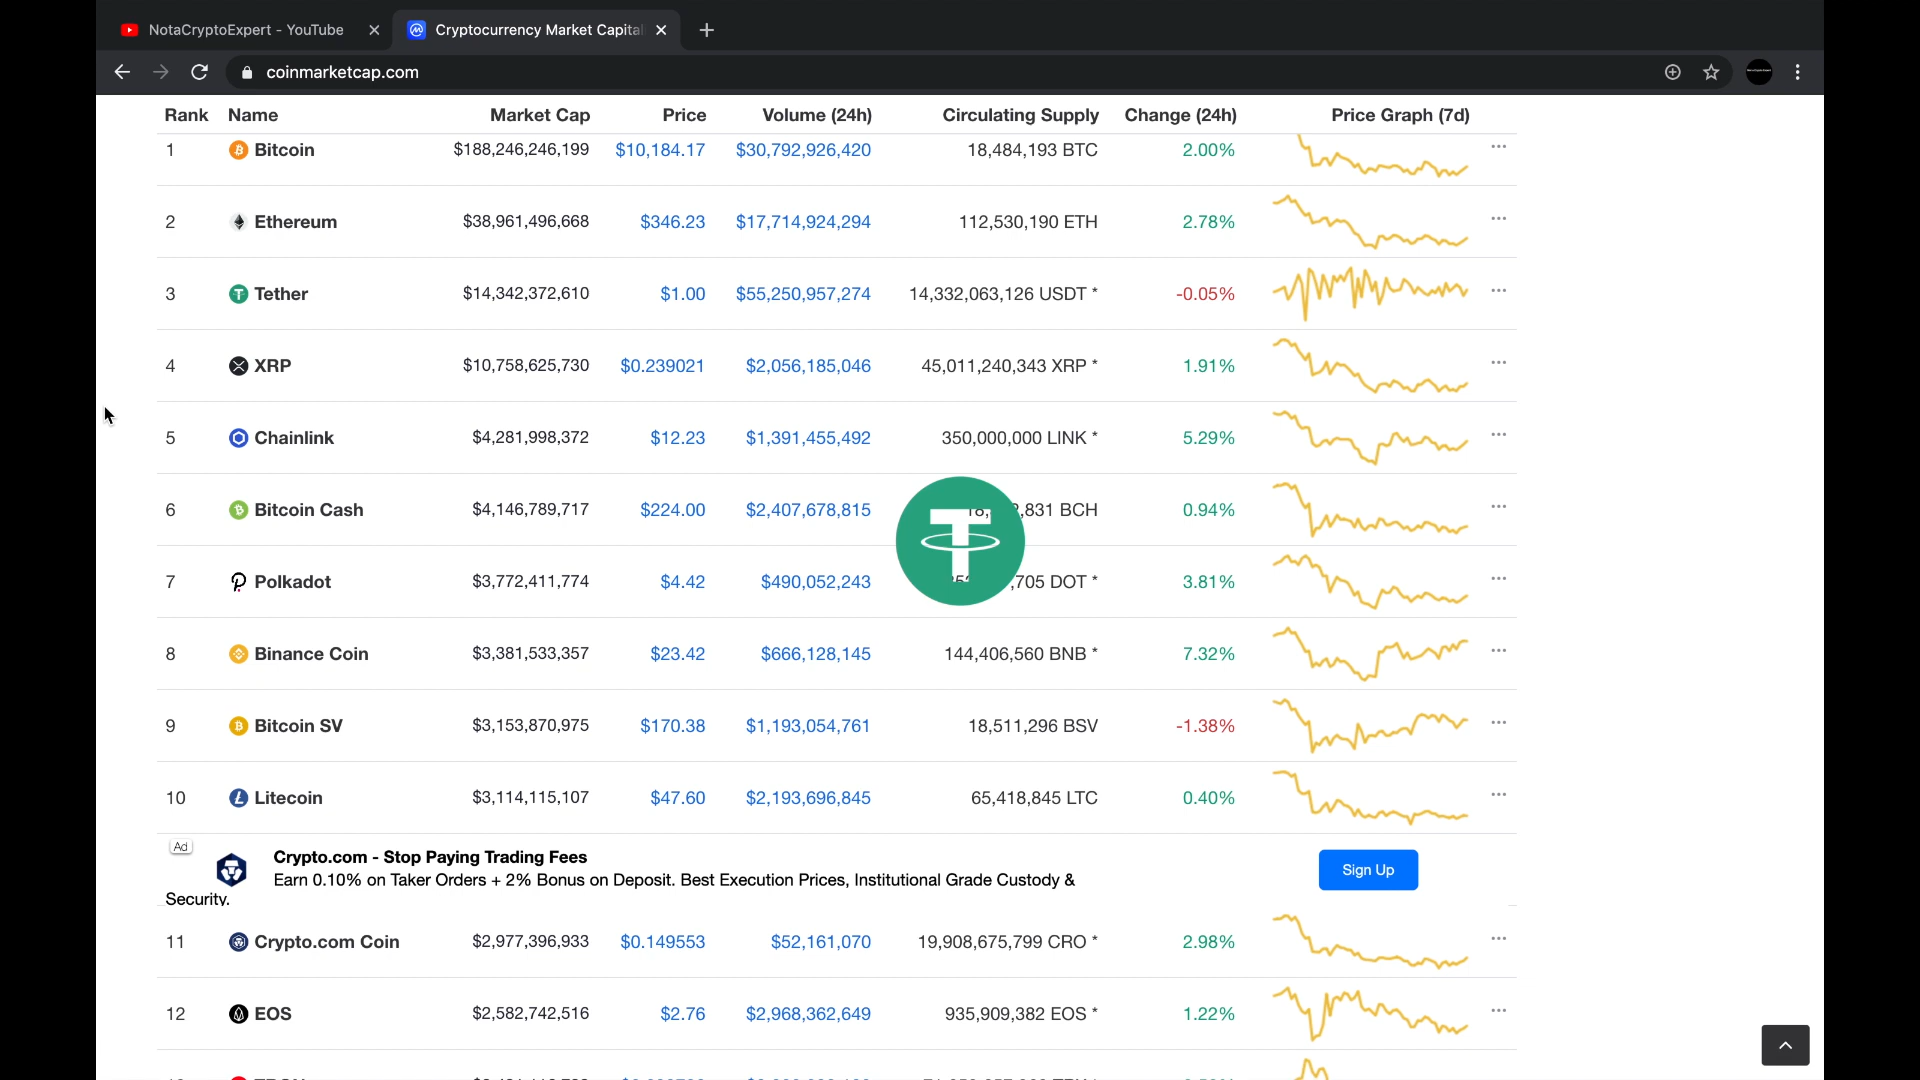 NotaCryptoExpert - YouTube
Cryptocurrency Market Capital
coinmarketcap.com
Rank Name Market Cap Price Volume (24h) Circulating Supply Change (24h) Price Graph (7d)
1 Bitcoin $188,246,246,199 $10,184.17 $30,792,926,420 18,484,193 BTC 2.00%
2 Ethereum $38,961,496,668 $346.23 $17,714,924,294 112,530,190 ETH 2.78%
3 Tether $14,342,372,610 $1.00 $55,250,957,274 14,332,063,126 USDT * -0.05%
4 XRP $10,758,625,730 $0.239021 $2,056,185,046 45,011,240,343 XRP * 1.91%
5 Chainlink $4,281,998,372 $12.23 $1,391,455,492 350,000,000 LINK * 5.29%
6 Bitcoin Cash $4,146,789,717 $224.00 $2,407,678,815 ,831 BCH 0.94%
7 Polkadot $3,772,411,774 $4.42 $490,052,243 ,705 DOT * 3.81%
8 Binance Coin $3,381,533,357 $23.42 $666,128,145 144,406,560 BNB * 7.32%
9 Bitcoin SV $3,153,870,975 $170.38 $1,193,054,761 18,511,296 BSV -1.38%
10 Litecoin $3,114,115,107 $47.60 $2,193,696,845 65,418,845 LTC 0.40%
Ad
Crypto.com - Stop Paying Trading Fees
Earn 0.10% on Taker Orders + 2% Bonus on Deposit. Best Execution Prices, Institutional Grade Custody &
Security.
Sign Up
11 Crypto.com Coin $2,977,396,933 $0.149553 $52,161,070 19,908,675,799 CRO * 2.98%
12 EOS $2,582,742,516 $2.76 $2,968,362,649 935,909,382 EOS * 1.22%